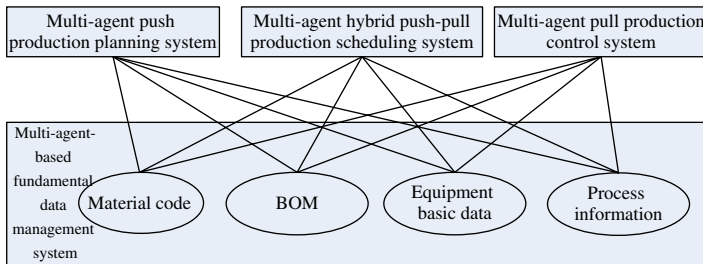 Multi-agent push
production planning system
Multi-agent hybrid push-pull
production scheduling system
Multi-agent pull production
control system
Multi-agent-
based
fundamental
data
management
system
Material code
BOM
Equipment
basic data
Process
information